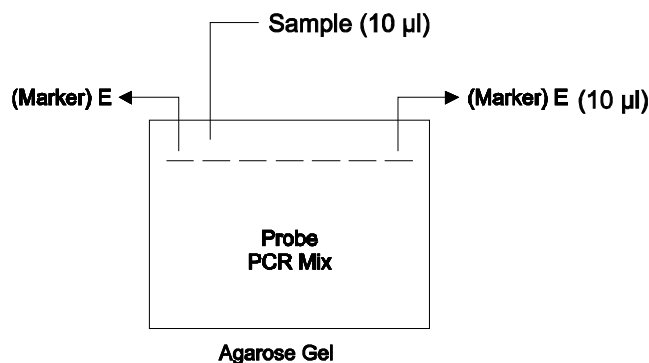 Sample (10 µl)
(Marker) E
(Marker) E (10 µl)
Probe
PCR Mix
Agarose Gel